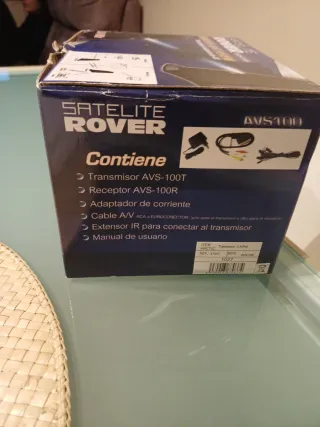 SATELITE
ROVER
AVS100
Contiene
Transmisor AVS-100T
Receptor AVS-100R
Adaptador de corriente
Cable A/V
Extensor IR para conectar al transmisor
Manual de usuario